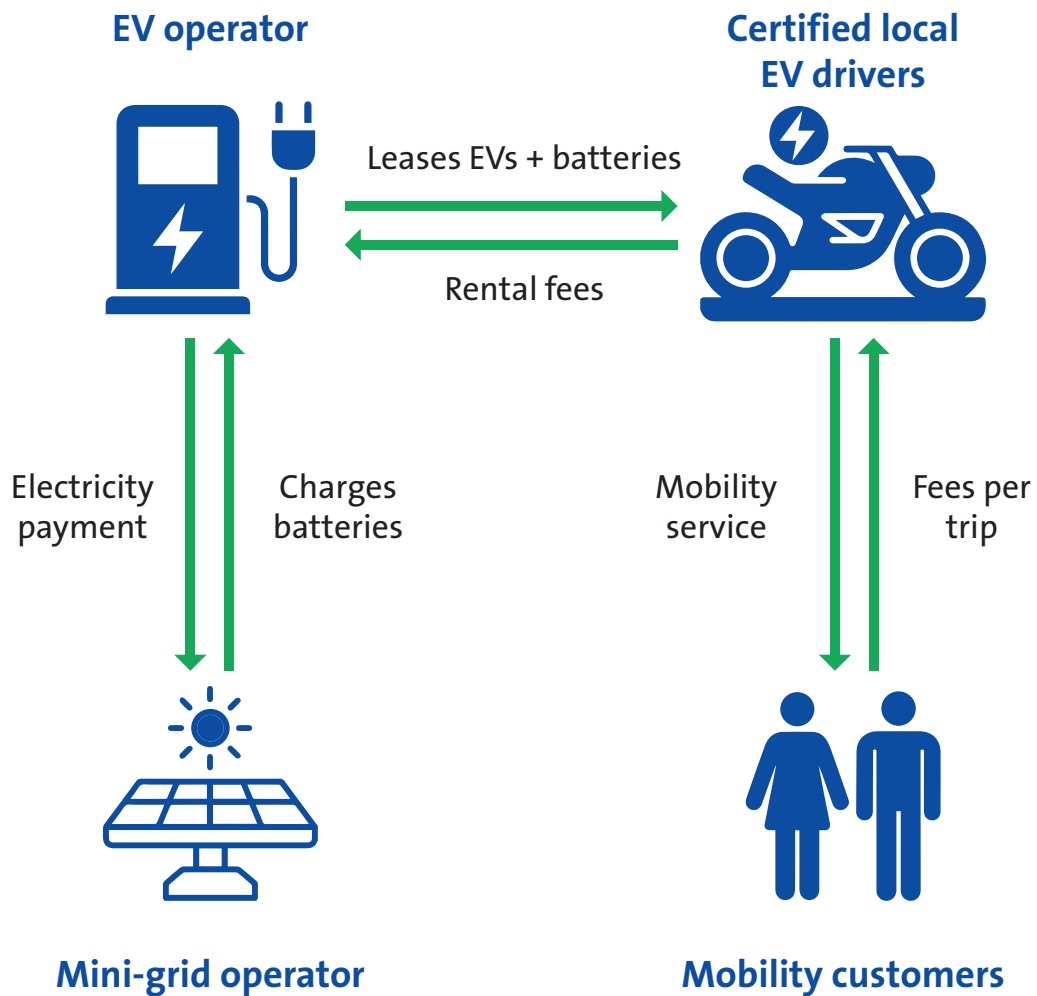 EV operator
Certified local
EV drivers
Leases EVs + batteries
Rental fees
Electricity
payment
Charges
batteries
Mobility
service
Fees per
trip
Mini-grid operator
Mobility customers